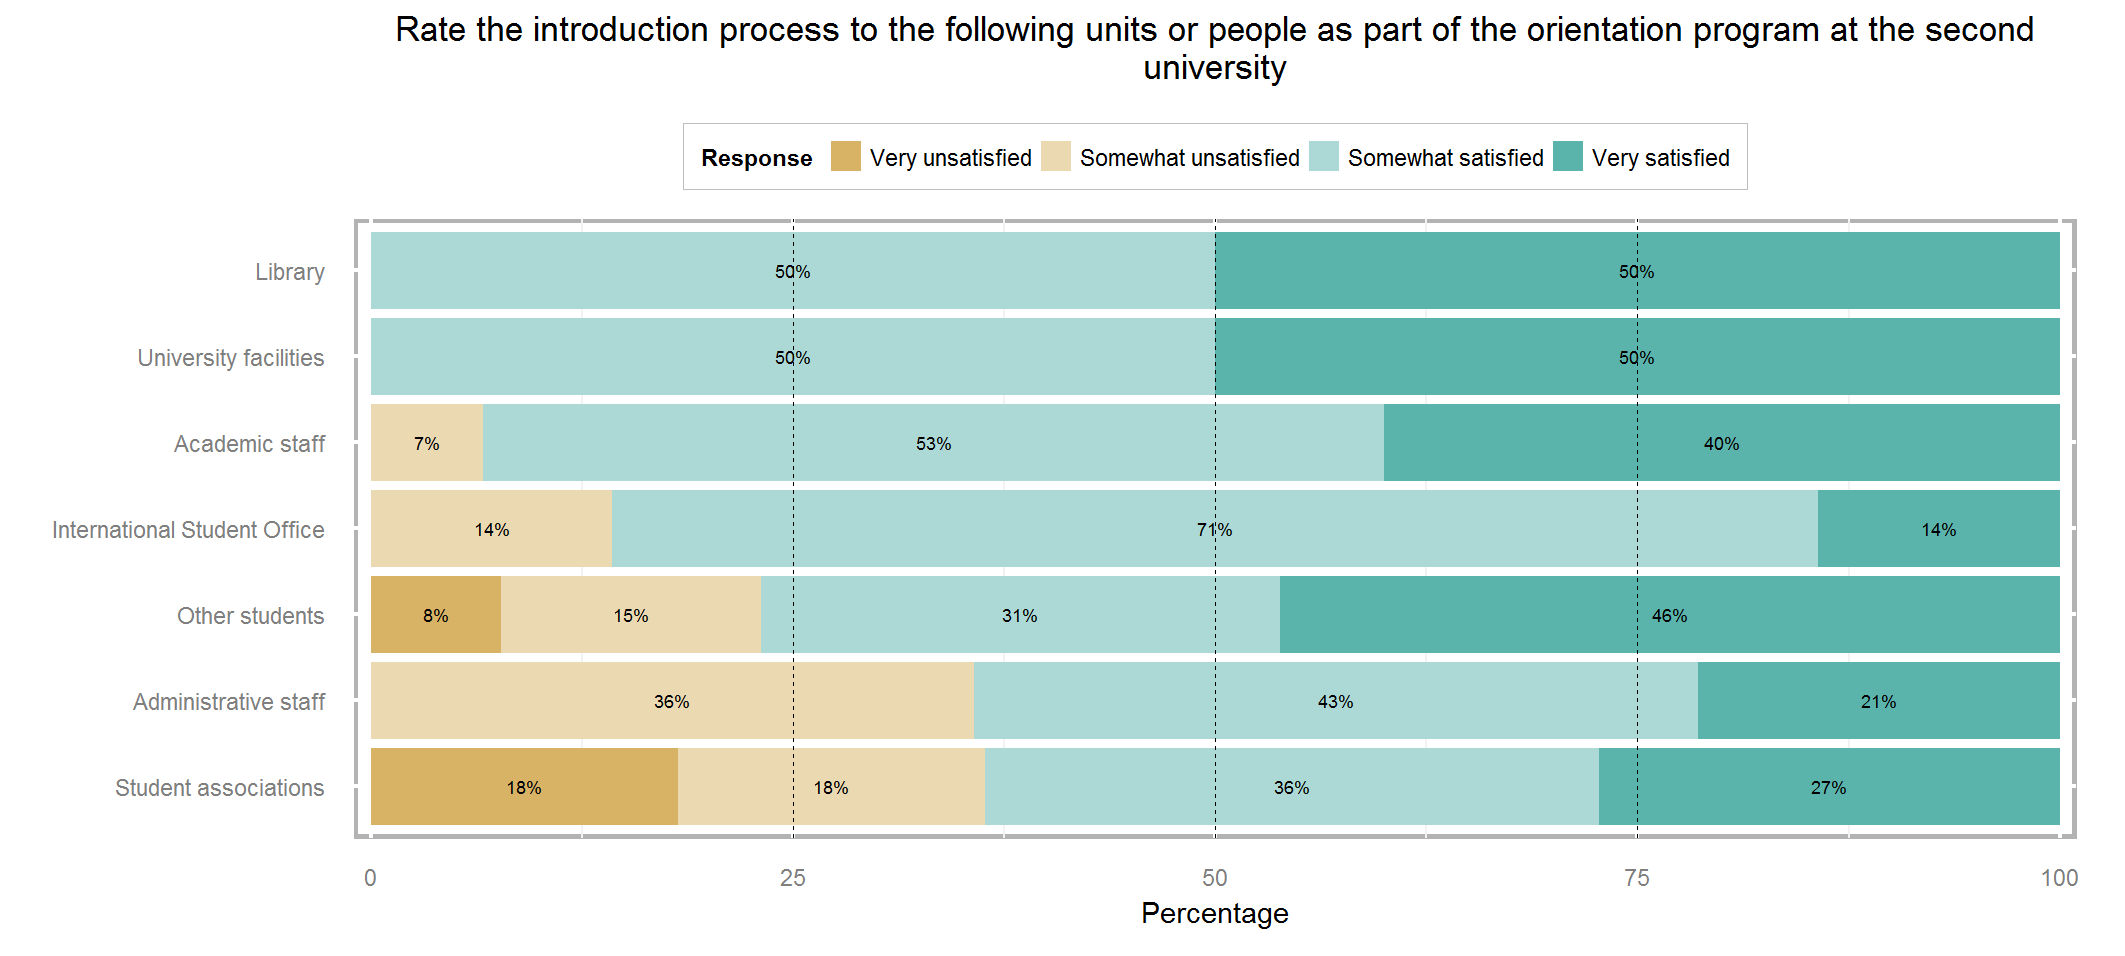 Rate the introduction process to the following units or people as part of the orientation program at the second
university
Response Very unsatisfied Somewhat unsatisfied Somewhat satisfied Very satisfied
Library 50% 50%
University facilities 50% 50%
Academic staff 7% 53% 40%
International Student Office 14% 71% 14%
Other students 8% 15% 31% 46%
Administrative staff 36% 43% 21%
Student associations 18% 18% 36% 27%
0 25 50 75 100
Percentage